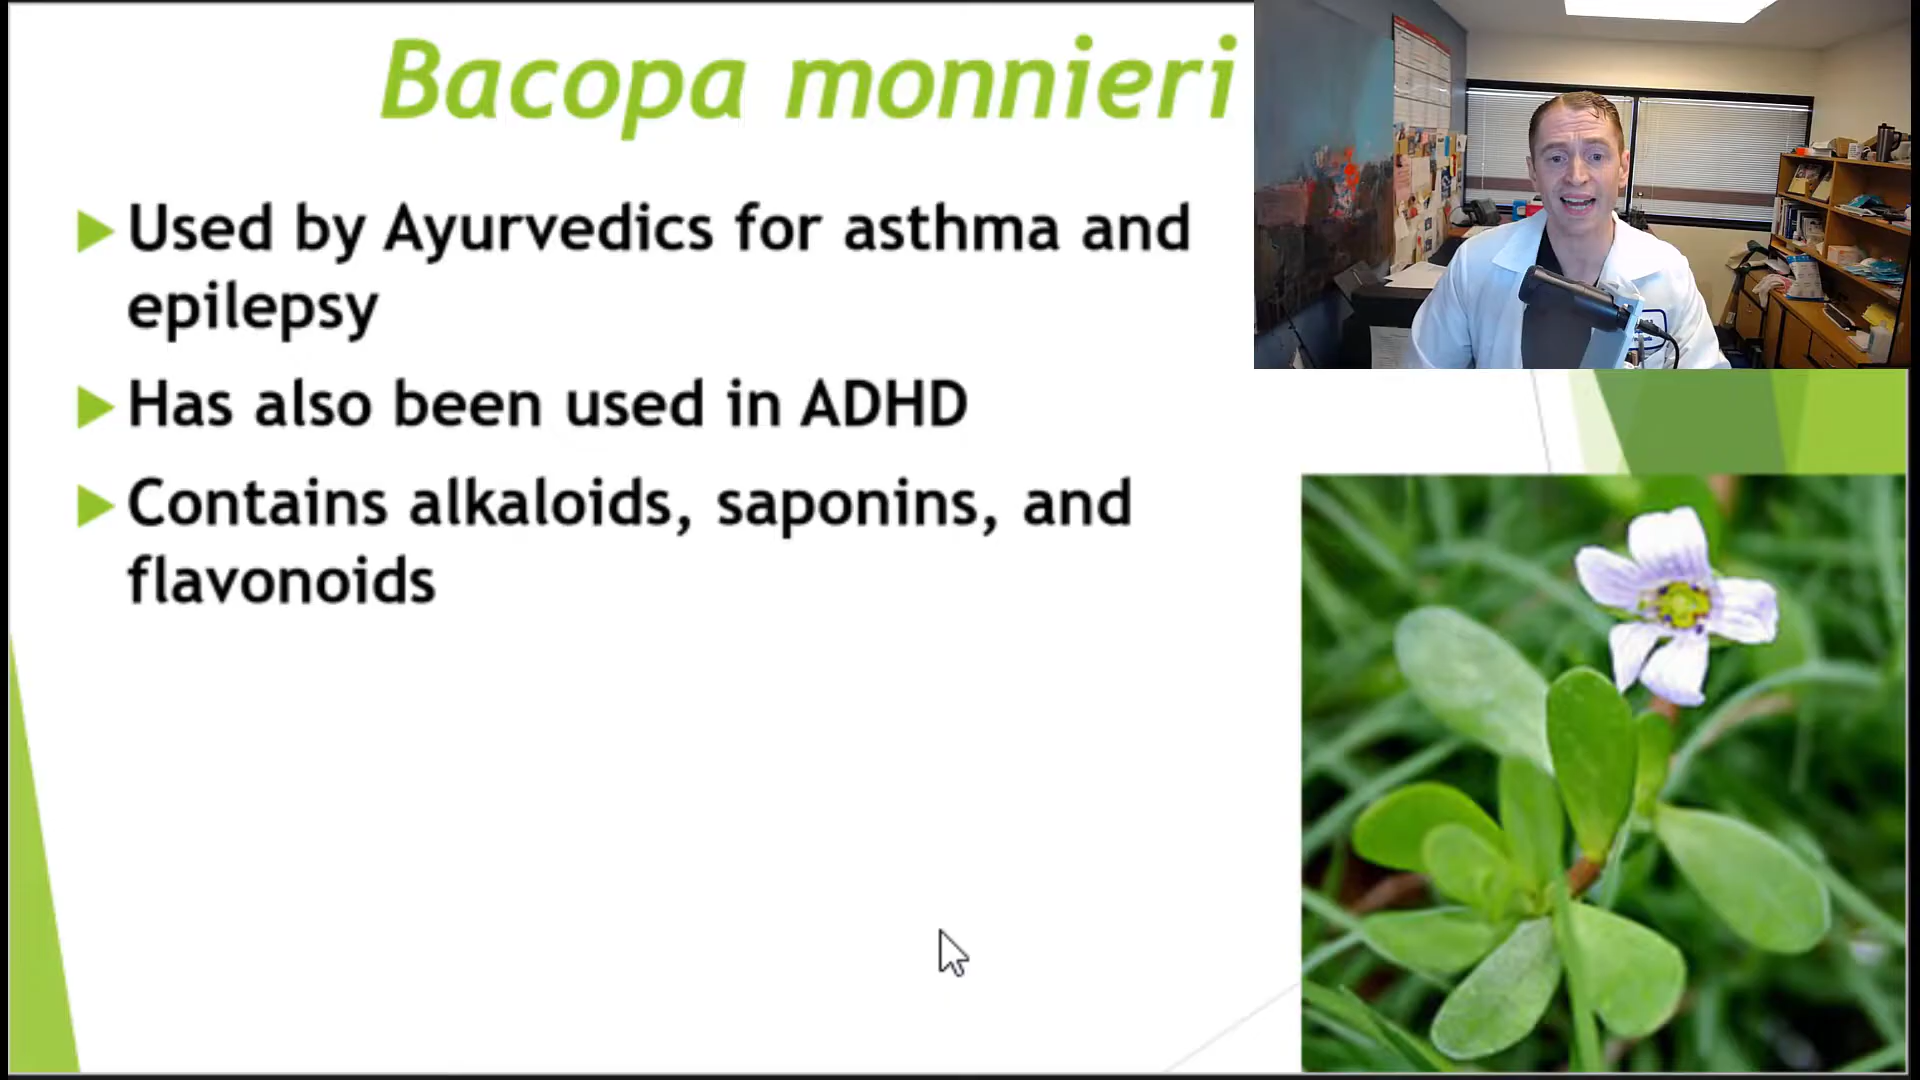 Bacopa monnieri
Used by Ayurvedics for asthma and
epilepsy
Has also been used in ADHD
Contains alkaloids, saponins, and
flavonoids